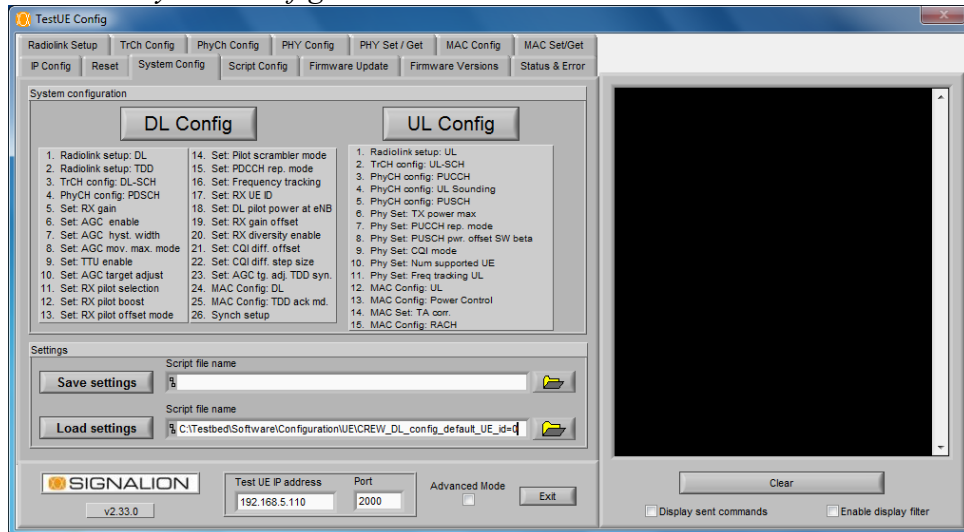 TestUE Config
Radiolink Setup TrCh Config PhyCh Config PHY Config PHY Set / Get MAC Config MAC Set/Get
IP Config Reset System Config Script Config Firmware Update Firmware Versions Status & Error
System configuration
DL Config
1. Radiolink setup: DL
2. Radiolink setup: TDD
3. TrCH config: DL-SCH
4. PhyCH config: PDSCH
5. Set: RX gain
6. Set: AGC enable
7. Set: AGC hyst. width
8. Set: AGC mov. max. mode
9. Set: TTU enable
10. Set: AGC target adjust
11. Set: RX pilot selection
12. Set: RX pilot boost
13. Set: RX pilot offset mode
14. Set: Pilot scrambler mode
15. Set: PDCCH rep. mode
16. Set: Frequency tracking
17. Set: RX UE ID
18. Set: DL pilot power at eNB
19. Set: RX gain offset
20. Set: RX diversity enable
21. Set: CQI diff. offset
22. Set: CQI diff. step size
23. Set: AGC tg. adj. TDD syn.
24. MAC Config: DL
25. MAC Config: TDD ack md.
26. Synch setup
UL Config
1. Radiolink setup: UL
2. TrCH config: UL-SCH
3. PhyCH config: PUCCH
4. PhyCH config: UL Sounding
5. PhyCH config: PUSCH
6. Phy Set: TX power max
7. Phy Set: PUCCH rep. mode
8. Phy Set: PUSCH pwr. offset SW beta
9. Phy Set: CQI mode
10. Phy Set: Num supported UE
11. Phy Set: Freq tracking UL
12. MAC Config: UL
13. MAC Config: Power Control
14. MAC Set: TA corr.
15. MAC Config: RACH
Settings
Script file name
Save settings
Script file name
Load settings C:\Testbed\Software\Configuration\UE\CREW_DL_config_default_UE_id=0
SIGNALION
v2.33.0
Test UE IP address Port
192.168.5.110 2000
Advanced Mode
Exit
Clear
Display sent commands Enable display filter